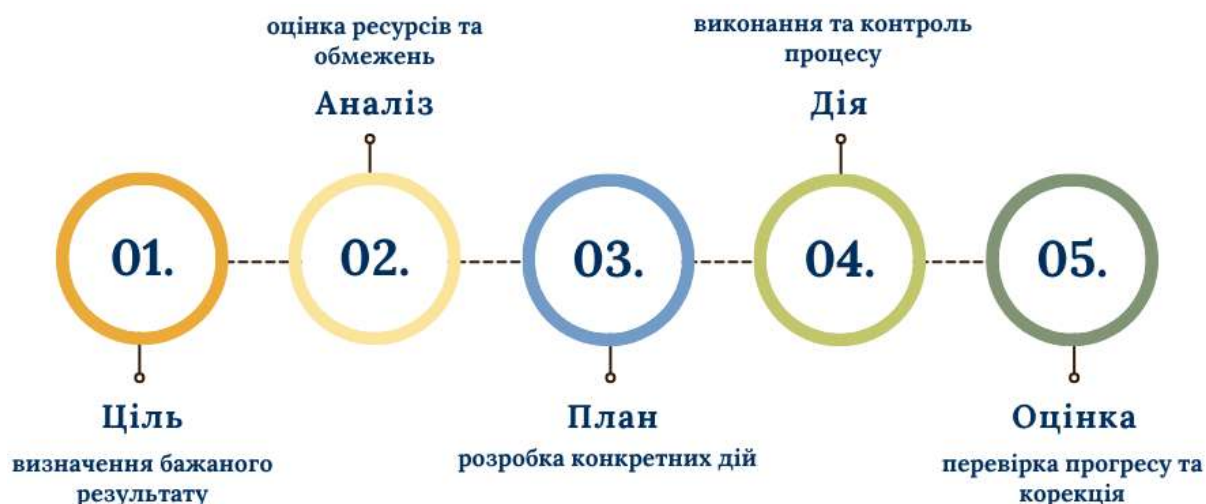 оцінка ресурсів та
обмежень
Аналіз
виконання та контроль
процесу
Дія
01.
02.
03.
04.
05.
Ціль
визначення бажаного
результату
План
розробка конкретних дій
Оцінка
перевірка прогресу та
корекція